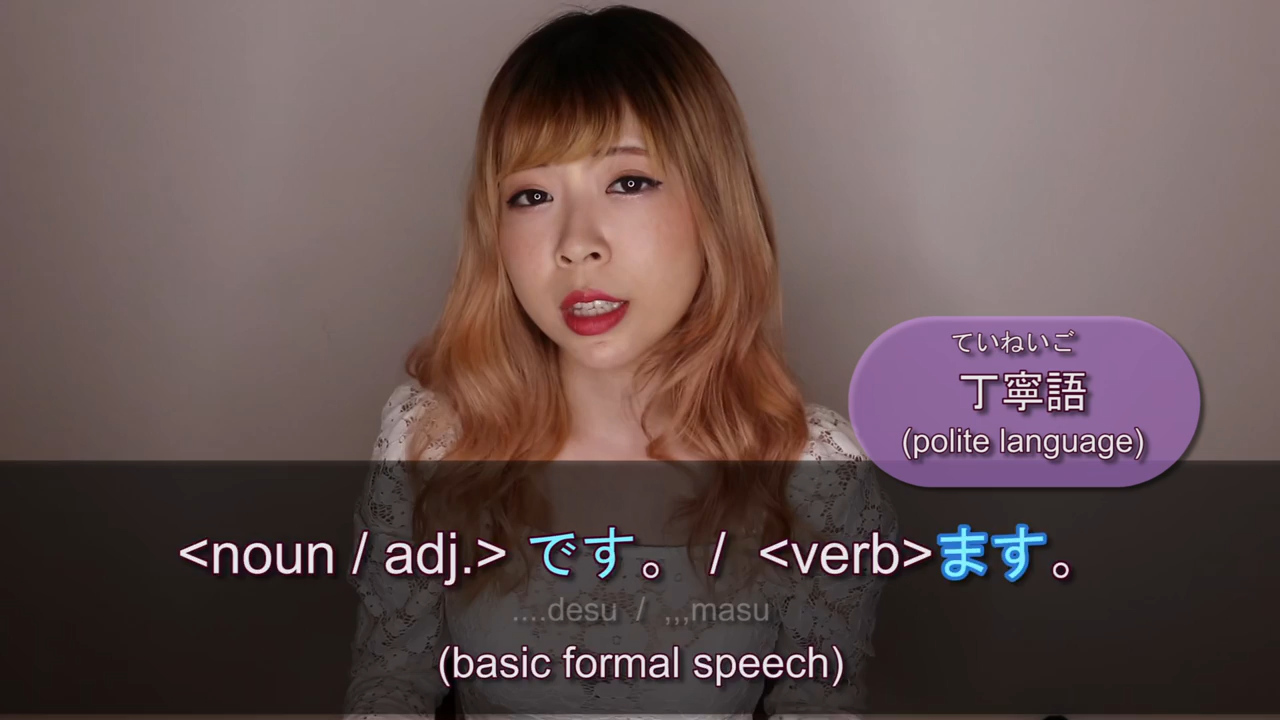 ていねいご
丁寧語
(polite language)
<noun / adj.> です。 / <verb>ます。
....desu / ,,,masu
(basic formal speech)